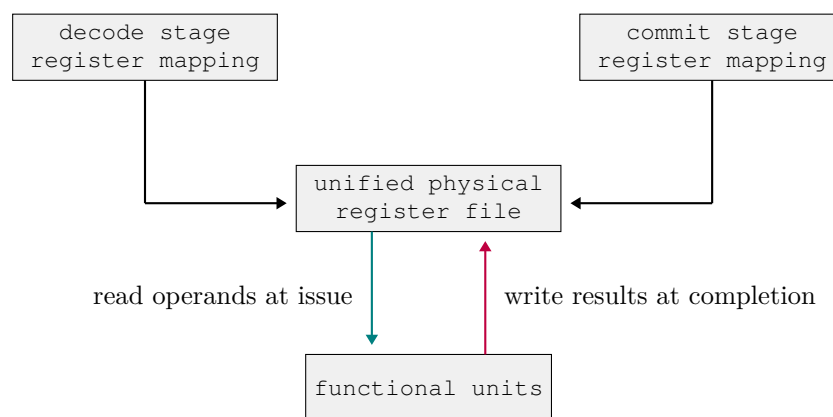 decode stage
register mapping
commit stage
register mapping
unified physical
register file
read operands at issue
write results at completion
functional units